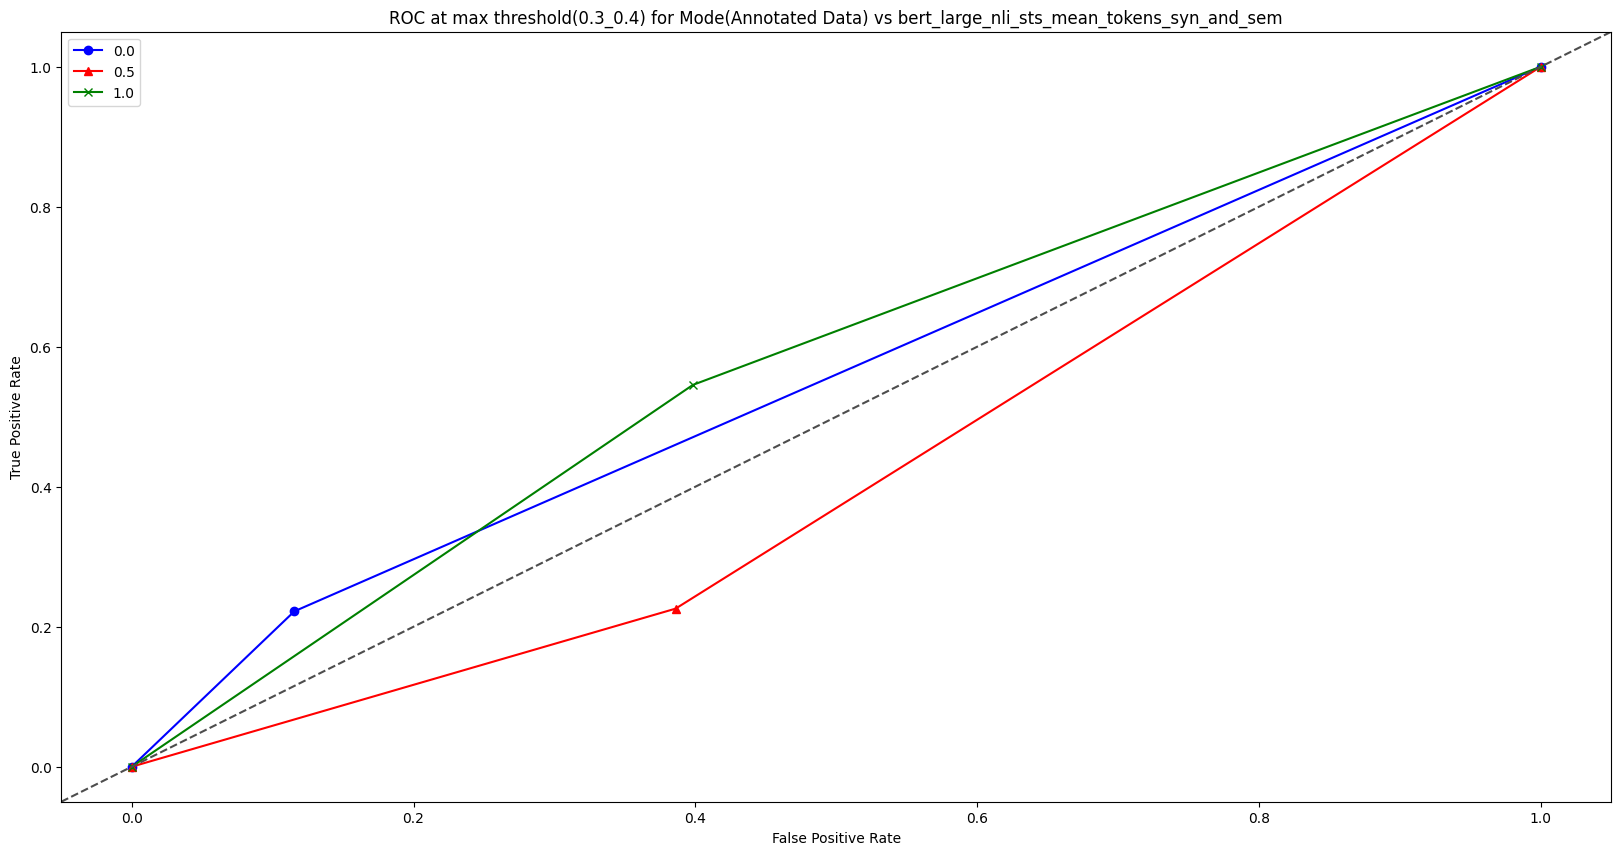 ROC at max threshold(0.3_0.4) for Mode(Annotated Data) vs bert_large_nli_sts_mean_tokens_syn_and_sem
0.0
0.5
1.0
1.0
0.8
0.6
0.4
0.2
0.0
True Positive Rate
0.0 0.2 0.4 0.6 0.8 1.0
False Positive Rate